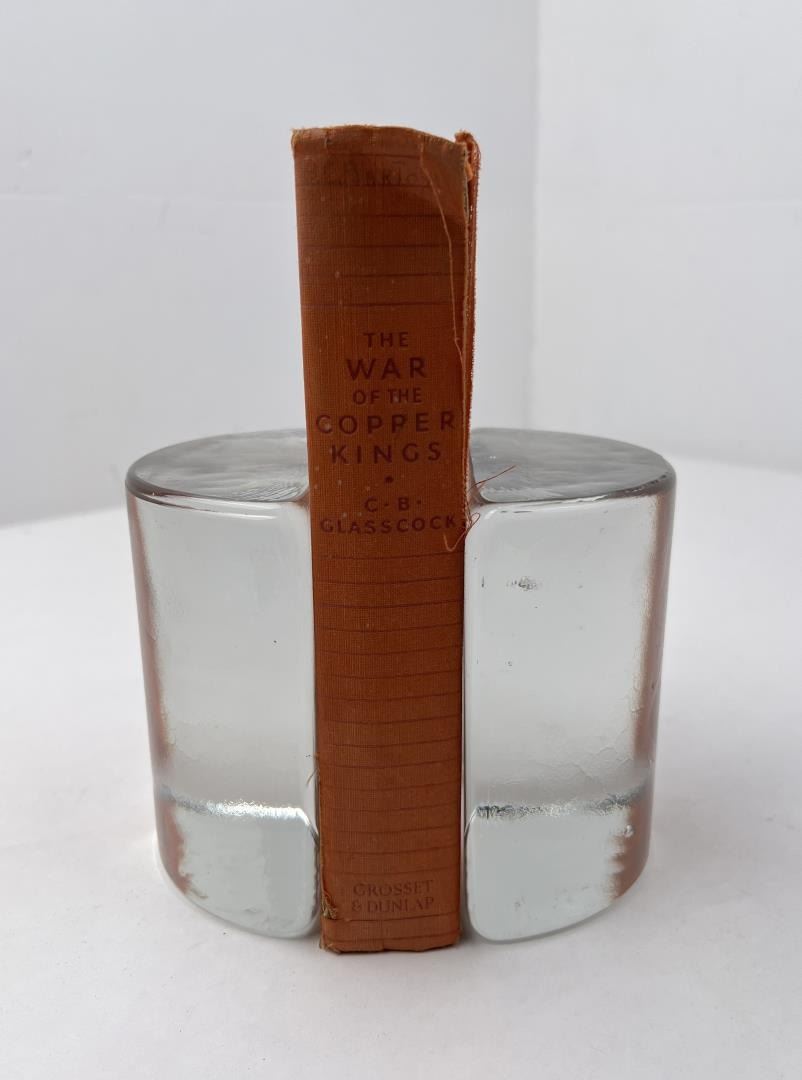 THE
WAR
OF THE
COPPER
KINGS
•
C·B·
GLASSCOCK
GROSSET
& DUNLAP